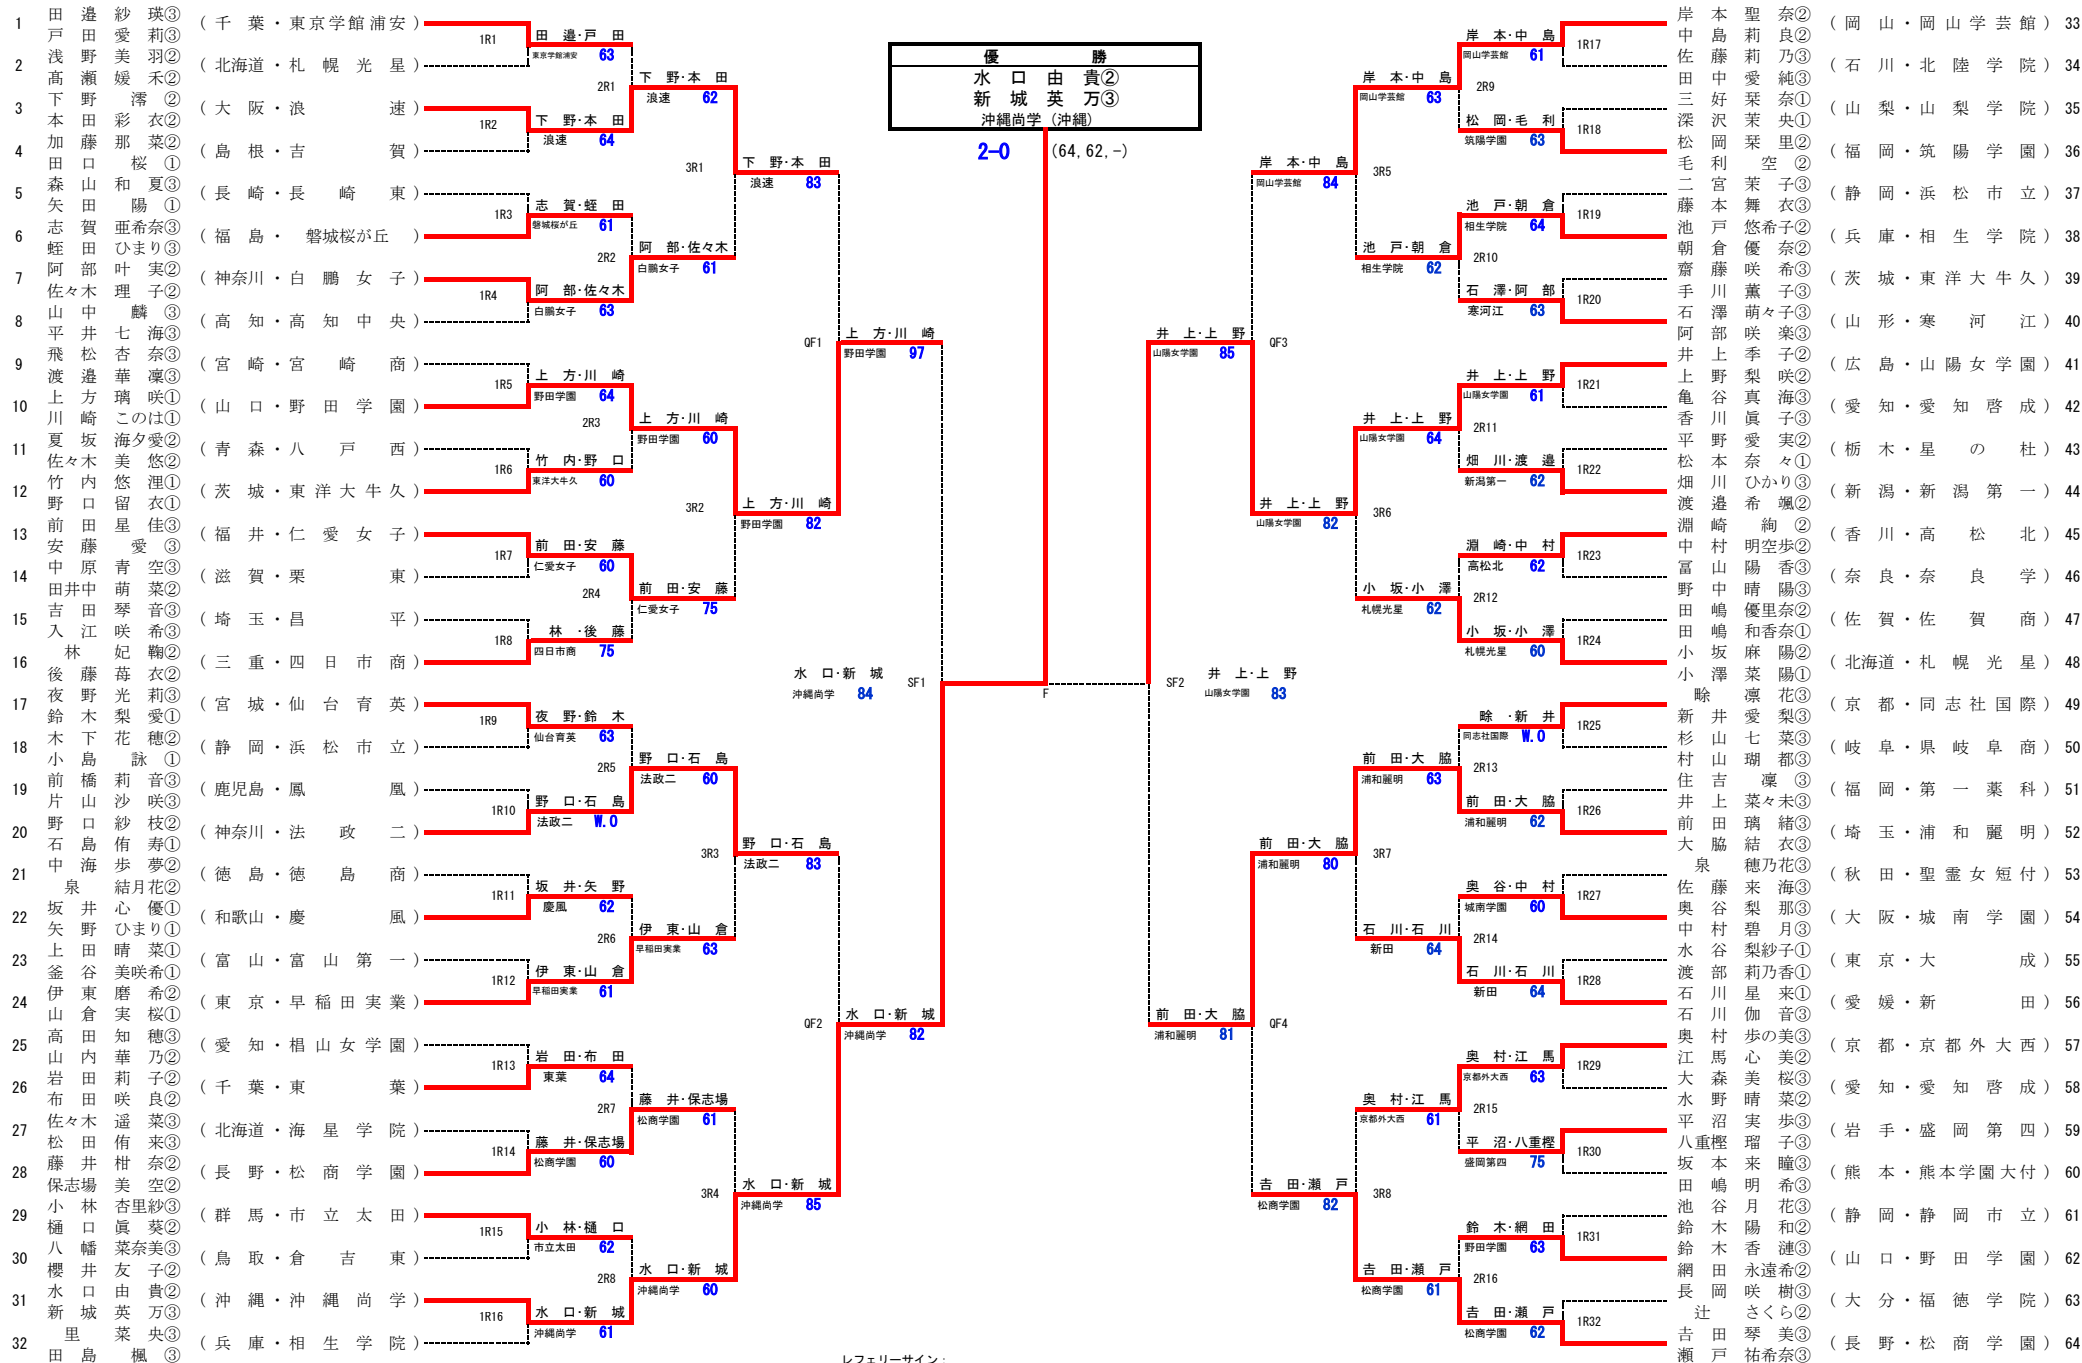 優　勝
水　口　由　貴②
新　城　英　万③
沖縄尚学 (沖縄)
2-0 (64, 62, -)
1 田　邉　紗　瑛③ 戸　田　愛　莉③ (千　葉・東京学館浦安)
2 浅　野　美　羽② 髙　瀬　媛　禾② (北海道・札　幌　光　星)
3 下　野　　澪　② 本　田　彩　衣② (大　阪・浪　　　速)
4 加　藤　那　菜② 田　口　　桜　① (島　根・吉　　　賀)
5 森　山　和　夏③ 矢　田　　陽　① (長　崎・長　崎　東)
6 志　賀　亜希奈③ 蛭　田　ひまり③ (福　島・磐城桜が丘)
7 阿　部　叶　実② 佐々木　理　子② (神奈川・白　鵬　女　子)
8 山　中　　麟　③ 平　井　七　海③ (高　知・高　知　中　央)
9 飛　松　杏　奈③ 渡　邉　華　凜③ (宮　崎・宮　崎　商)
10 上　方　璃　咲① 川　崎　このは① (山　口・野　田　学　園)
11 夏　坂　海夕愛② 佐々木　美　悠② (青　森・八　戸　西)
12 竹　内　悠　浬① 野　口　留　衣① (茨　城・東洋大牛久)
13 前　田　星　佳③ 安　藤　　愛　③ (福　井・仁　愛　女　子)
14 中　原　青　空③ 田井中　萌　菜② (滋　賀・栗　　　東)
15 吉　田　琴　音③ 入　江　咲　希③ (埼　玉・昌　　　平)
16 林　　妃　鞠② 後　藤　苺　衣② (三　重・四日市商)
17 夜　野　光　莉③ 鈴　木　梨　愛① (宮　城・仙　台　育　英)
18 木　下　花　穂② 小　島　　詠　① (静　岡・浜　松　市　立)
19 前　橋　莉　音③ 片　山　沙　咲③ (鹿児島・鳳　　　凰)
20 野　口　紗　枝② 石　島　侑　寿① (神奈川・法　政　二)
21 中　海　歩　夢② 泉　　結月花② (徳　島・徳　島　商)
22 坂　井　心　優① 矢　野　ひまり① (和歌山・慶　　　風)
23 上　田　晴　菜① 釜　谷　美咲希① (富　山・富　山　第　一)
24 伊　東　磨　希② 山　倉　実　桜① (東　京・早稲田実業)
25 高　田　知　穂③ 山　内　華　乃② (愛　知・椙山女学園)
26 岩　田　莉　子② 布　田　咲　良② (千　葉・東　　　葉)
27 佐々木　遥　菜③ 松　田　侑　来③ (北海道・海　星　学　院)
28 藤　井　柑　奈② 保志場　美　空② (長　野・松　商　学　園)
29 小　林　杏里紗③ 樋　口　眞　葵② (群　馬・市　立　太　田)
30 八　幡　菜奈美③ 櫻　井　友　子② (鳥　取・倉　吉　東)
31 水　口　由　貴② 新　城　英　万③ (沖　縄・沖　縄　尚　学)
32 里　　菜　央③ 田　島　　楓　③ (兵　庫・相　生　学　院)
1R1 田　邉・戸　田 東京学館浦安 63
1R2 下　野・本　田 浪速 64
1R3 志　賀・蛭　田 磐城桜が丘 61
1R4 阿　部・佐々木 白鵬女子 63
1R5 上　方・川　崎 野田学園 64
1R6 竹　内・野　口 東洋大牛久 60
1R7 前　田・安　藤 仁愛女子 60
1R8 林　・後　藤 四日市商 75
1R9 夜　野・鈴　木 仙台育英 63
1R10 野　口・石　島 法政二 W.O
1R11 坂　井・矢　野 慶風 62
1R12 伊　東・山　倉 早稲田実業 61
1R13 岩　田・布　田 東葉 64
1R14 藤　井・保志場 松商学園 60
1R15 小　林・樋　口 市立太田 62
1R16 水　口・新　城 沖縄尚学 61
2R1 下　野・本　田 浪速 62
2R2 阿　部・佐々木 白鵬女子 61
2R3 上　方・川　崎 野田学園 60
2R4 前　田・安　藤 仁愛女子 75
2R5 野　口・石　島 法政二 60
2R6 伊　東・山　倉 早稲田実業 63
2R7 藤　井・保志場 松商学園 61
2R8 水　口・新　城 沖縄尚学 60
3R1 下　野・本　田 浪速 83
3R2 上　方・川　崎 野田学園 82
3R3 野　口・石　島 法政二 83
3R4 水　口・新　城 沖縄尚学 85
QF1 上　方・川　崎 野田学園 97
QF2 水　口・新　城 沖縄尚学 82
水　口・新　城 沖縄尚学 84 SF1
F
SF2 井　上・上　野 山陽女学園 83
QF3 井　上・上　野 山陽女学園 85
QF4 前　田・大　脇 浦和麗明 81
3R5 岸　本・中　島 岡山学芸館 84
3R6 井　上・上　野 山陽女学園 82
3R7 前　田・大　脇 浦和麗明 80
3R8 吉　田・瀬　戸 松商学園 82
2R9 岸　本・中　島 岡山学芸館 63
2R10 池　戸・朝　倉 相生学院 62
2R11 井　上・上　野 山陽女学園 64
2R12 小　坂・小　澤 札幌光星 62
2R13 前　田・大　脇 浦和麗明 63
2R14 石　川・石　川 新田 64
2R15 奥　村・江　馬 京都外大西 61
2R16 吉　田・瀬　戸 松商学園 61
1R17 岸　本・中　島 岡山学芸館 61
1R18 松　岡・毛　利 筑陽学園 63
1R19 池　戸・朝　倉 相生学院 64
1R20 石　澤・阿　部 寒河江 63
1R21 井　上・上　野 山陽女学園 61
1R22 畑　川・渡　邉 新潟第一 62
1R23 淵　崎・中　村 高松北 62
1R24 小　坂・小　澤 札幌光星 60
1R25 畭　・新　井 同志社国際 W.O
1R26 前　田・大　脇 浦和麗明 62
1R27 奥　谷・中　村 城南学園 60
1R28 石　川・石　川 新田 64
1R29 奥　村・江　馬 京都外大西 63
1R30 平　沼・八重樫 盛岡第四 75
1R31 鈴　木・網　田 野田学園 63
1R32 吉　田・瀬　戸 松商学園 62
岸　本　聖　奈② 中　島　莉　良② (岡　山・岡山学芸館) 33
佐　藤　莉　乃③ 田　中　愛　純③ (石　川・北　陸　学　院) 34
三　好　栞　奈① 深　沢　茉　央① (山　梨・山　梨　学　院) 35
松　岡　栞　里② 毛　利　　空　② (福　岡・筑　陽　学　園) 36
二　宮　茉　子③ 藤　本　舞　衣③ (静　岡・浜　松　市　立) 37
池　戸　悠希子② 朝　倉　優　奈② (兵　庫・相　生　学　院) 38
齋　藤　咲　希③ 手　川　薫　子③ (茨　城・東洋大牛久) 39
石　澤　萌々子③ 阿　部　咲　楽③ (山　形・寒　河　江) 40
井　上　季　子② 上　野　梨　咲② (広　島・山陽女学園) 41
亀　谷　真　海③ 香　川　眞　子③ (愛　知・愛　知　啓　成) 42
平　野　愛　実② 松　本　奈　々① (栃　木・星　の　杜) 43
畑　川　ひかり③ 渡　邉　希　颯② (新　潟・新　潟　第　一) 44
淵　崎　　絢　② 中　村　明空歩② (香　川・高　松　北) 45
冨　山　陽　香③ 野　中　晴　陽③ (奈　良・奈　良　学) 46
田　嶋　優里奈② 田　嶋　和香奈① (佐　賀・佐　賀　商) 47
小　坂　麻　陽② 小　澤　菜　陽① (北海道・札　幌　光　星) 48
畭　　凛　花③ 新　井　愛　梨③ (京　都・同志社国際) 49
杉　山　七　菜③ 村　山　瑚　都③ (岐　阜・県　岐　阜　商) 50
住　吉　　凜　③ 井　上　菜々未③ (福　岡・第　一　薬　科) 51
前　田　璃　緒③ 大　脇　結　衣③ (埼　玉・浦　和　麗　明) 52
泉　　穂乃花③ 佐　藤　来　海③ (秋　田・聖霊女短付) 53
奥　谷　梨　那③ 中　村　碧　月③ (大　阪・城　南　学　園) 54
水　谷　梨紗子① 渡　部　莉乃香① (東　京・大　　　成) 55
石　川　星　来① 石　川　伽　音③ (愛　媛・新　　　田) 56
奥　村　歩の美③ 江　馬　心　美② (京　都・京都外大西) 57
大　森　美　桜③ 水　野　晴　菜② (愛　知・愛　知　啓　成) 58
平　沼　実　歩③ 八重樫　瑠　子③ (岩　手・盛　岡　第　四) 59
坂　本　来　瞳③ 田　嶋　明　希③ (熊　本・熊本学園大付) 60
池　谷　月　花③ 鈴　木　陽　和② (静　岡・静　岡　市　立) 61
鈴　木　香　漣③ 網　田　永遠希② (山　口・野　田　学　園) 62
長　岡　咲　樹③ 辻　　さくら② (大　分・福　徳　学　院) 63
吉　田　琴　美③ 瀬　戸　祐希奈③ (長　野・松　商　学　園) 64
レフェリーサイン: